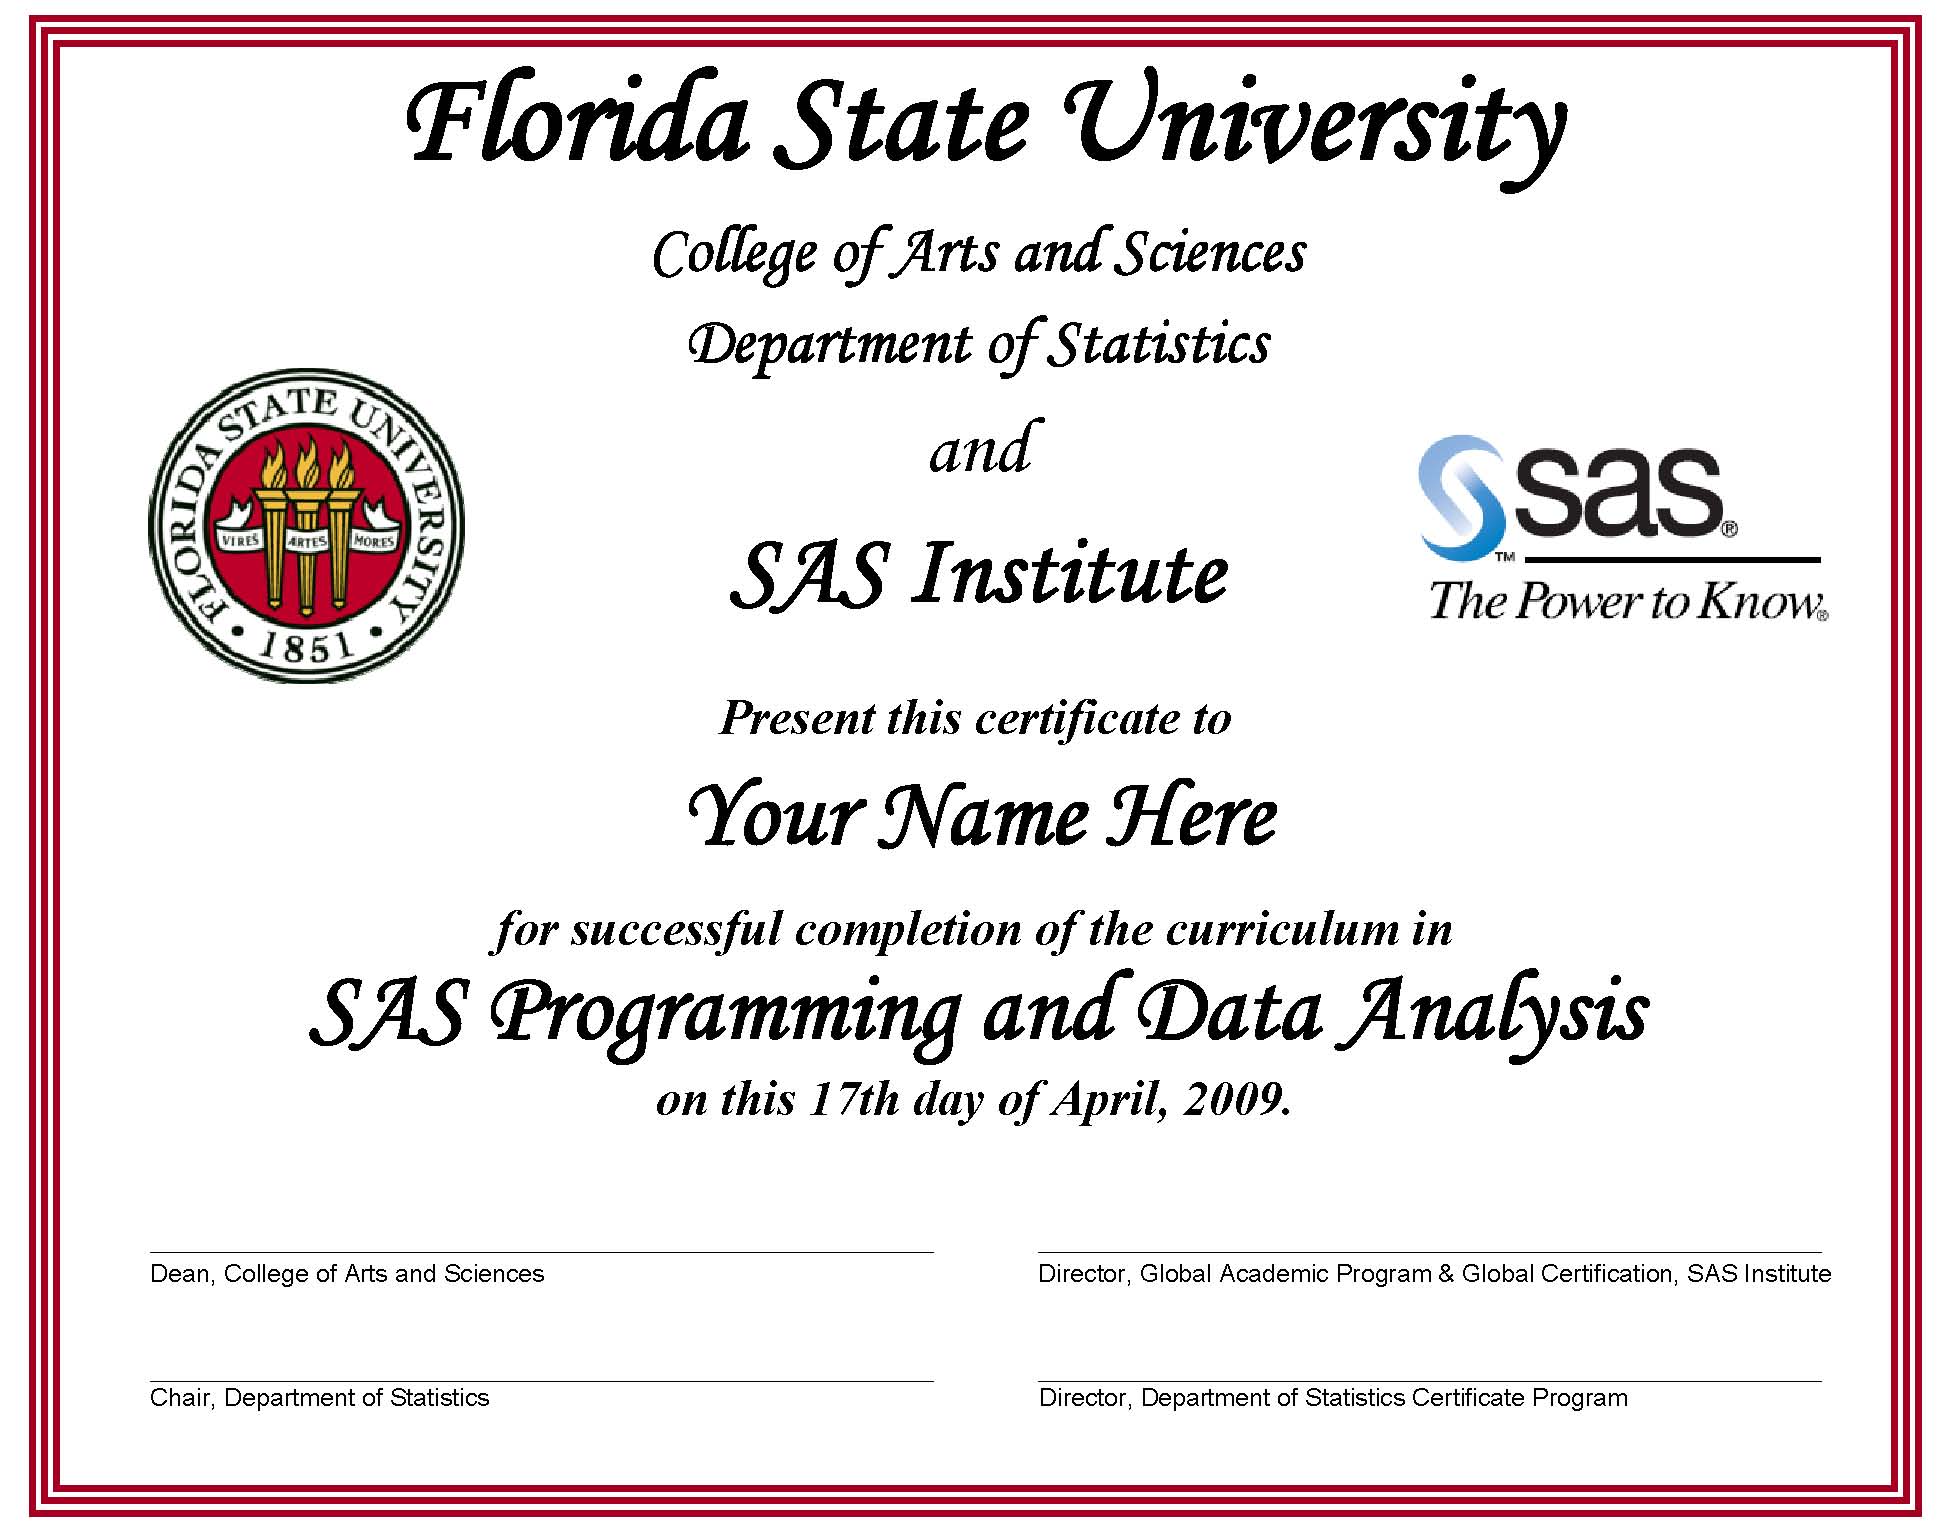 Florida State University
College of Arts and Sciences
Department of Statistics
and
SAS Institute
FLORIDA STATE UNIVERSITY
VIRES ARTES MORES
• 1851 •
sas®
™
The Power to Know®
Present this certificate to
Your Name Here
for successful completion of the curriculum in
SAS Programming and Data Analysis
on this 17th day of April, 2009.
Dean, College of Arts and Sciences
Director, Global Academic Program & Global Certification, SAS Institute
Chair, Department of Statistics
Director, Department of Statistics Certificate Program